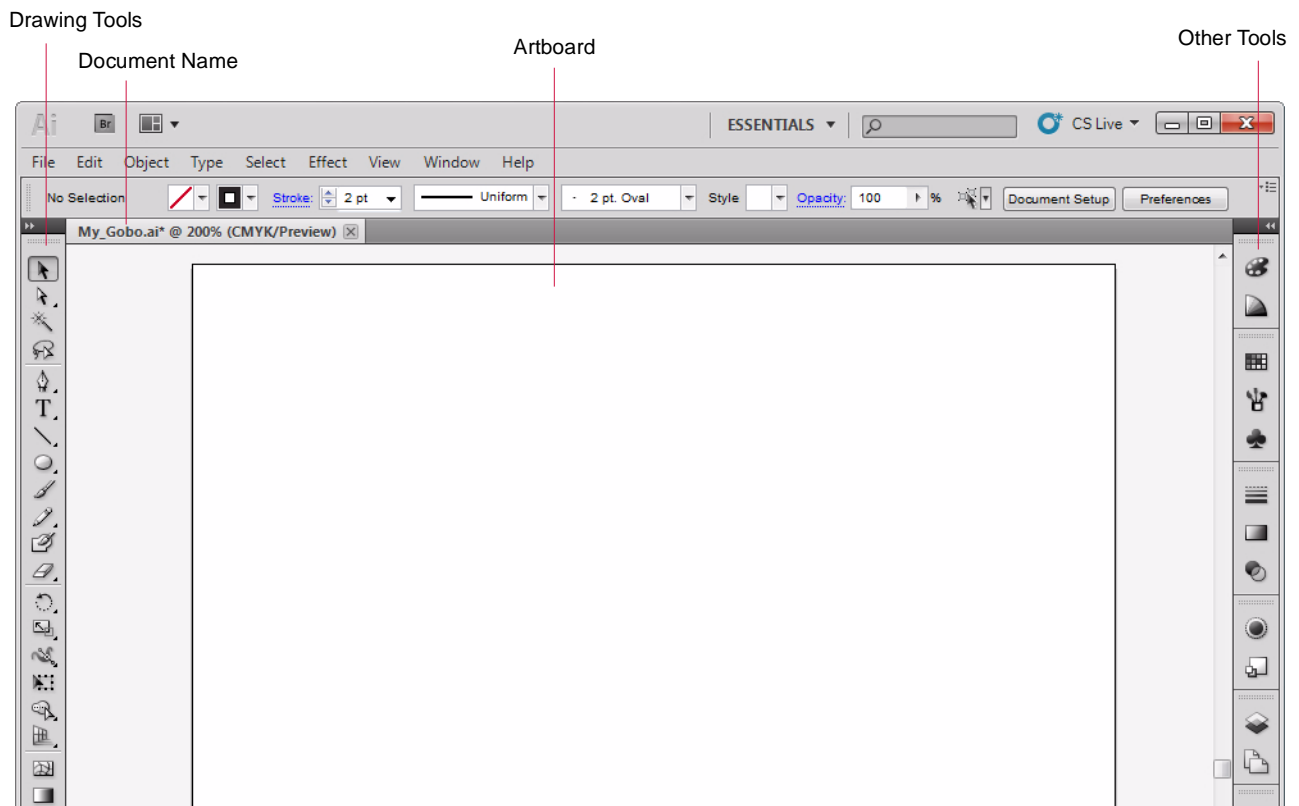 Drawing Tools
Document Name
Artboard
Other Tools
Ai Br ESSENTIALS CS Live
File Edit Object Type Select Effect View Window Help
No Selection Stroke: 2 pt Uniform 2 pt. Oval Style Opacity: 100 % Document Setup Preferences
My_Gobo.ai* @ 200% (CMYK/Preview)
T